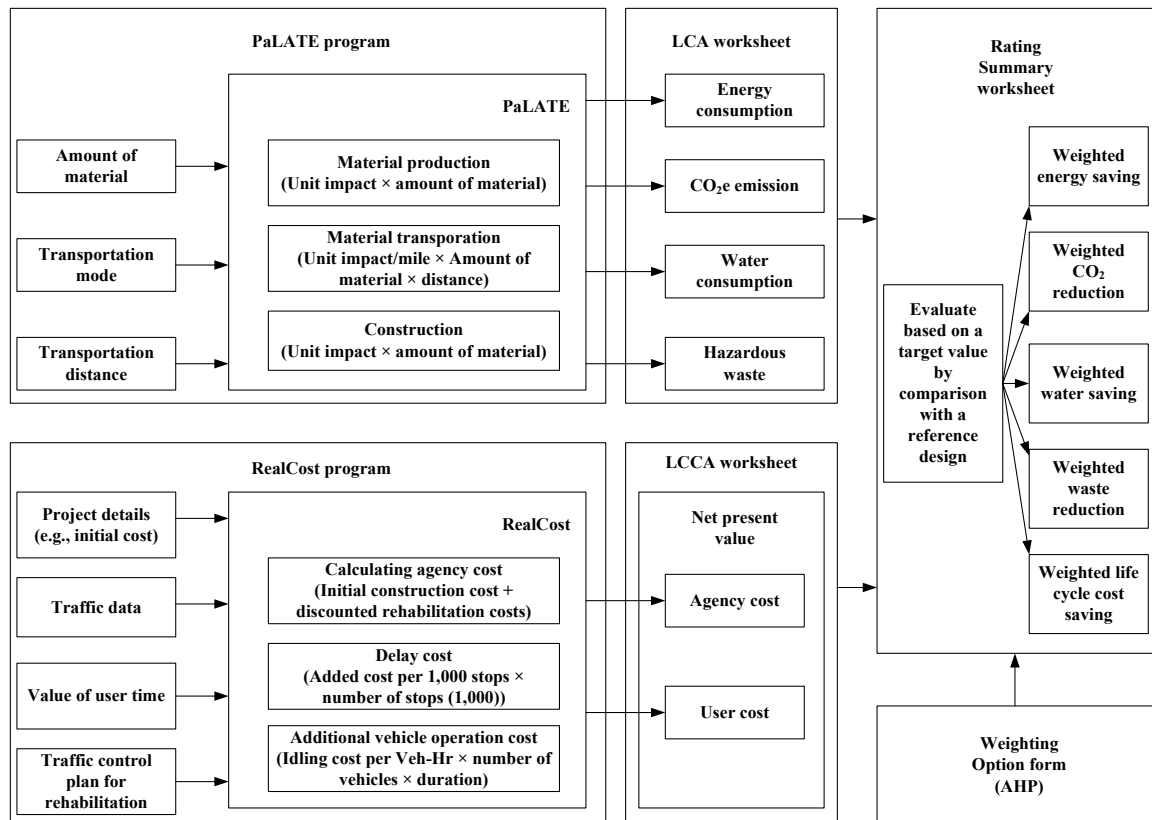 PaLATE program
Amount of
material
Transportation
mode
Transportation
distance
PaLATE
Material production
(Unit impact × amount of material)
Material transporation
(Unit impact/mile × Amount of
material × distance)
Construction
(Unit impact × amount of material)
LCA worksheet
Energy
consumption
CO₂e emission
Water
consumption
Hazardous
waste
RealCost program
Project details
(e.g., initial cost)
Traffic data
Value of user time
Traffic control
plan for
rehabilitation
RealCost
Calculating agency cost
(Initial construction cost +
discounted rehabilitation costs)
Delay cost
(Added cost per 1,000 stops ×
number of stops (1,000))
Additional vehicle operation cost
(Idling cost per Veh-Hr × number of
vehicles × duration)
LCCA worksheet
Net present
value
Agency cost
User cost
Rating
Summary
worksheet
Evaluate
based on a
target value
by
comparison
with a
reference
design
Weighted
energy saving
Weighted
CO₂
reduction
Weighted
water saving
Weighted
waste
reduction
Weighted life
cycle cost
saving
Weighting
Option form
(AHP)